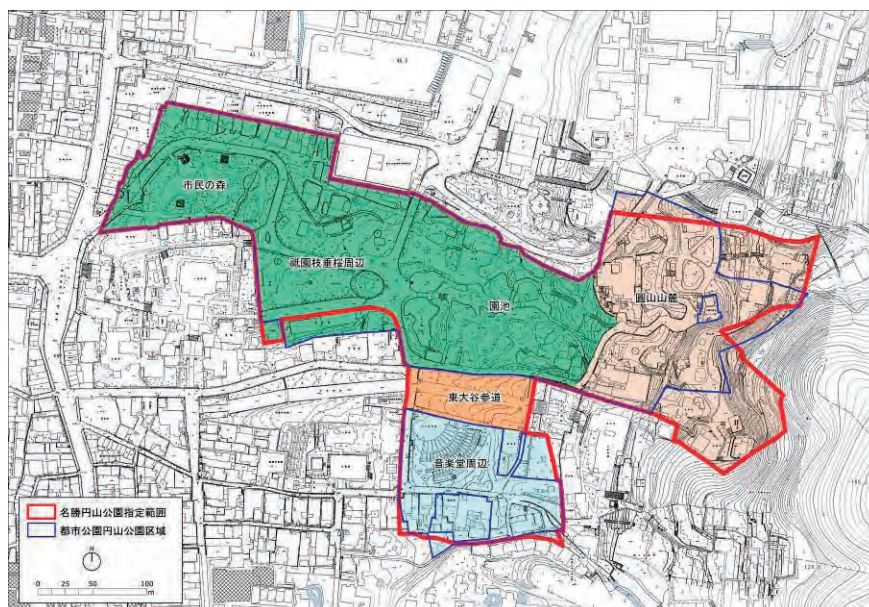 市民の森
祇園枝垂桜周辺
園池
圓山山麓
東大谷参道
音楽堂周辺
名勝円山公園指定範囲
都市公園円山公園区域
N
0 25 50 100
m